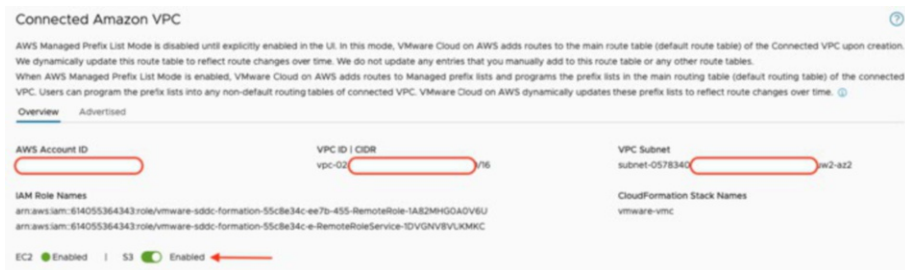 Connected Amazon VPC
AWS Managed Prefix List Mode is disabled until explicitly enabled in the UI. In this mode, VMware Cloud on AWS adds routes to the main route table (default route table) of the Connected VPC upon creation.
We dynamically update this route table to reflect route changes over time. We do not update any entries that you manually add to this route table or any other route tables.
When AWS Managed Prefix List Mode is enabled, VMware Cloud on AWS adds routes to Managed prefix lists and programs the prefix lists in the main routing table (default routing table) of the connected
VPC. Users can program the prefix lists into any non-default routing tables of connected VPC. VMware Cloud on AWS dynamically updates these prefix lists to reflect route changes over time.
Overview Advertised
AWS Account ID VPC ID | CIDR VPC Subnet
vpc-02 /16 subnet-0578340 w2-az2
IAM Role Names CloudFormation Stack Names
arn:aws:iam::614055364343:role/vmware-sddc-formation-55c8e34c-ee7b-455-RemoteRole-1A82MHG0A0V6U vmware-vmc
arn:aws:iam::614055364343:role/vmware-sddc-formation-55c8e34c-e-RemoteRoleService-1DVGNV8VLKMKC
EC2 Enabled | S3 Enabled